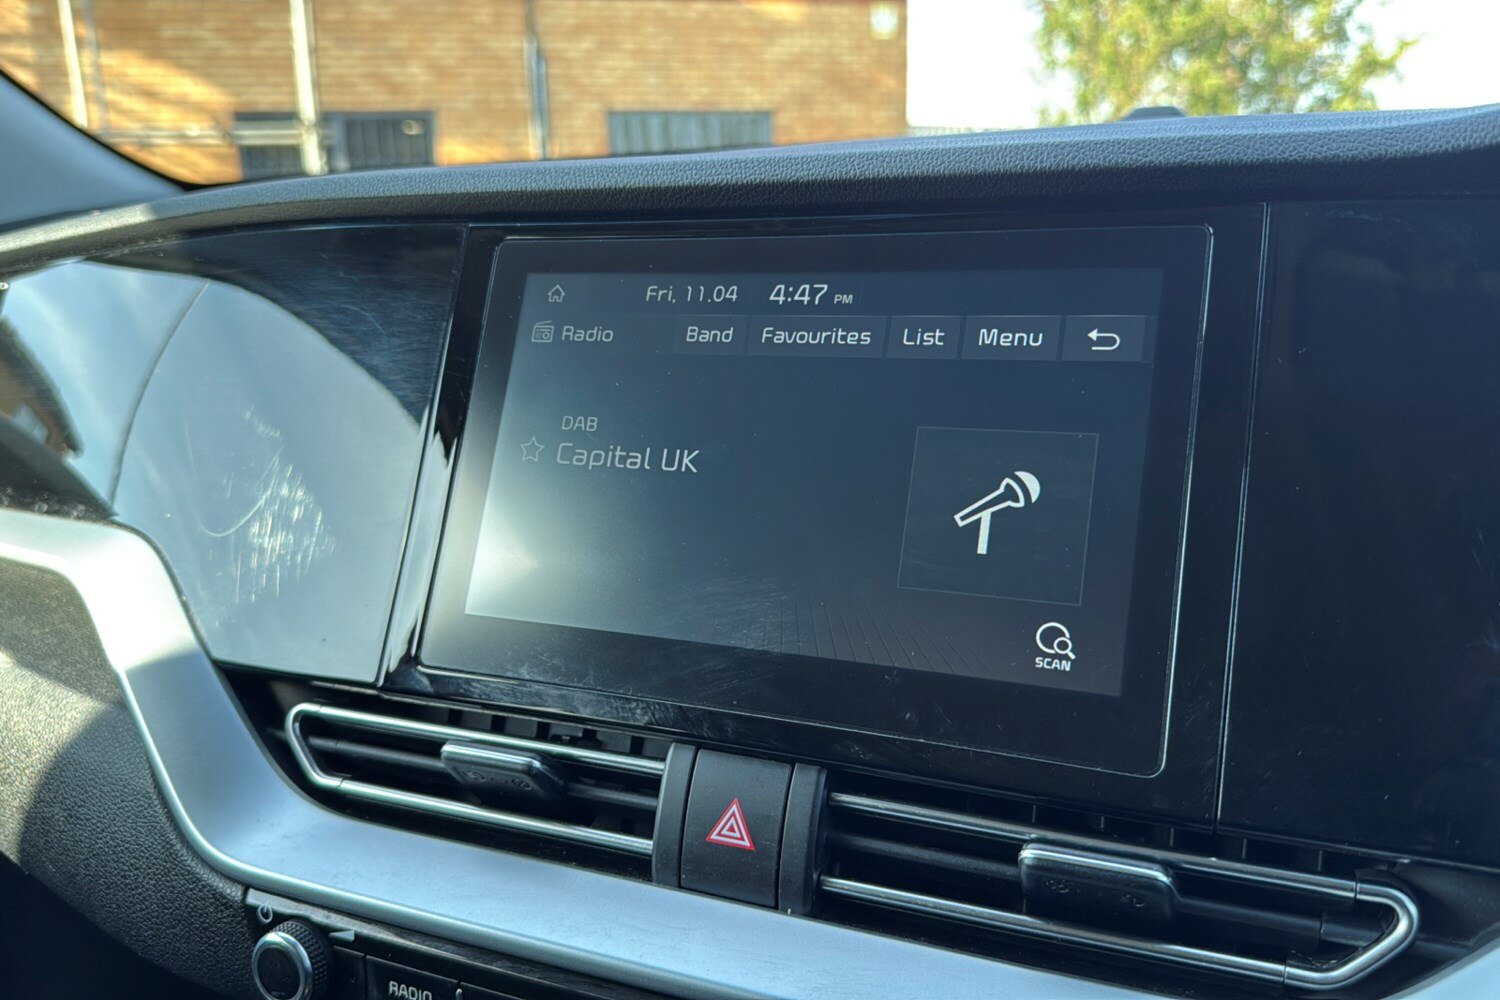 Fri, 11.04 4:47 PM
Radio Band Favourites List Menu
DAB
Capital UK
SCAN
RADIO